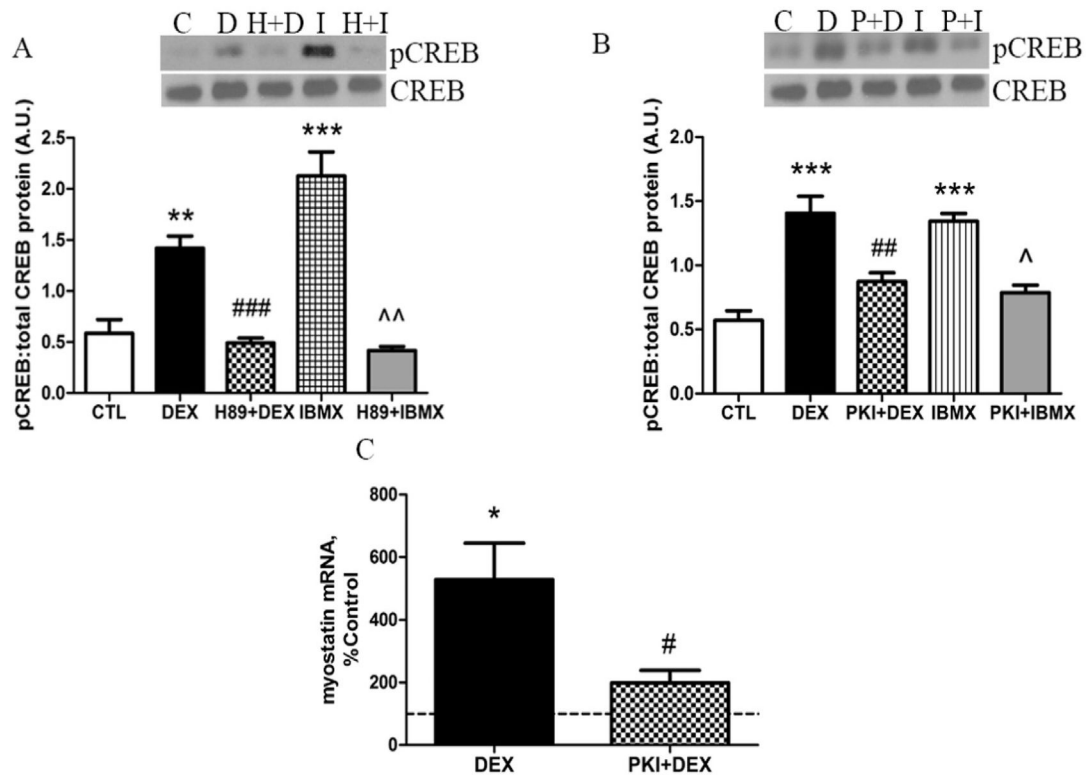 A
C D H+D I H+I
pCREB
CREB
pCREB:total CREB protein (A.U.)
2.5
2.0
1.5
1.0
0.5
0.0
**
###
***
^^
CTL DEX H89+DEX IBMX H89+IBMX
B
C D P+D I P+I
pCREB
CREB
pCREB:total CREB protein (A.U.)
2.0
1.5
1.0
0.5
0.0
***
##
***
^
CTL DEX PKI+DEX IBMX PKI+IBMX
C
myostatin mRNA,
%Control
800
600
400
200
0
*
#
DEX PKI+DEX